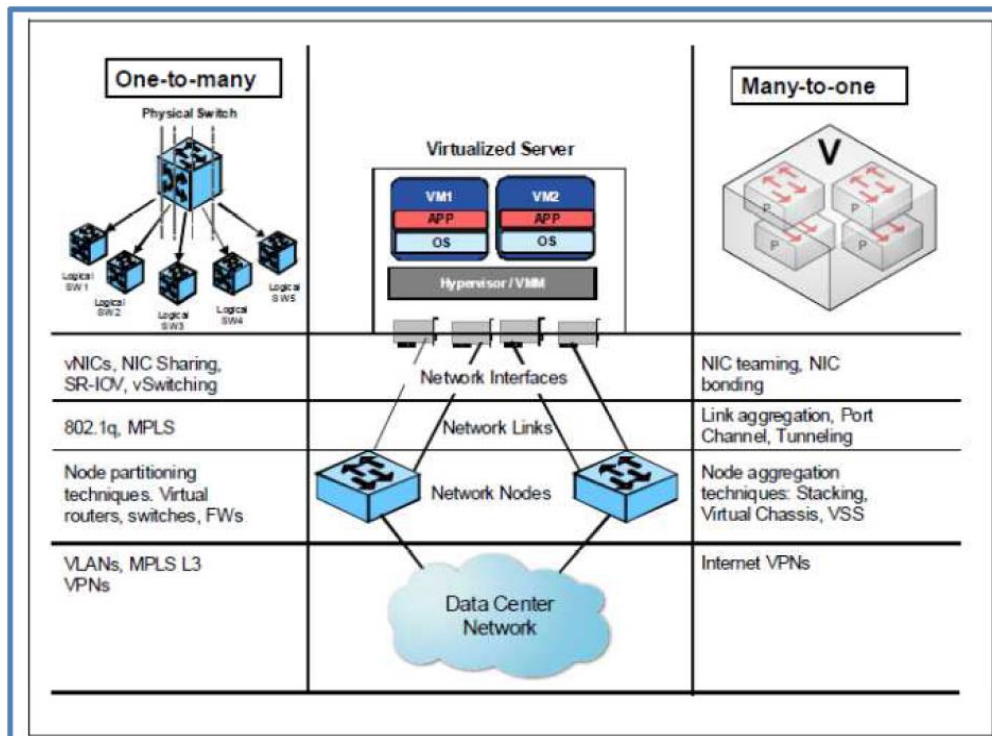 One-to-many
Physical Switch
Logical
SW1
Logical
SW2
Logical
SW3
Logical
SW4
Logical
SW5
Virtualized Server
VM1
APP
OS
VM2
APP
OS
Hypervisor / VMM
Many-to-one
V
P
P
P
P
vNICs, NIC Sharing,
SR-IOV, vSwitching
Network Interfaces
NIC teaming, NIC
bonding
802.1q, MPLS
Network Links
Link aggregation, Port
Channel, Tunneling
Node partitioning
techniques. Virtual
routers, switches, FWs
Network Nodes
Node aggregation
techniques: Stacking,
Virtual Chassis, VSS
VLANs, MPLS L3
VPNs
Data Center
Network
Internet VPNs